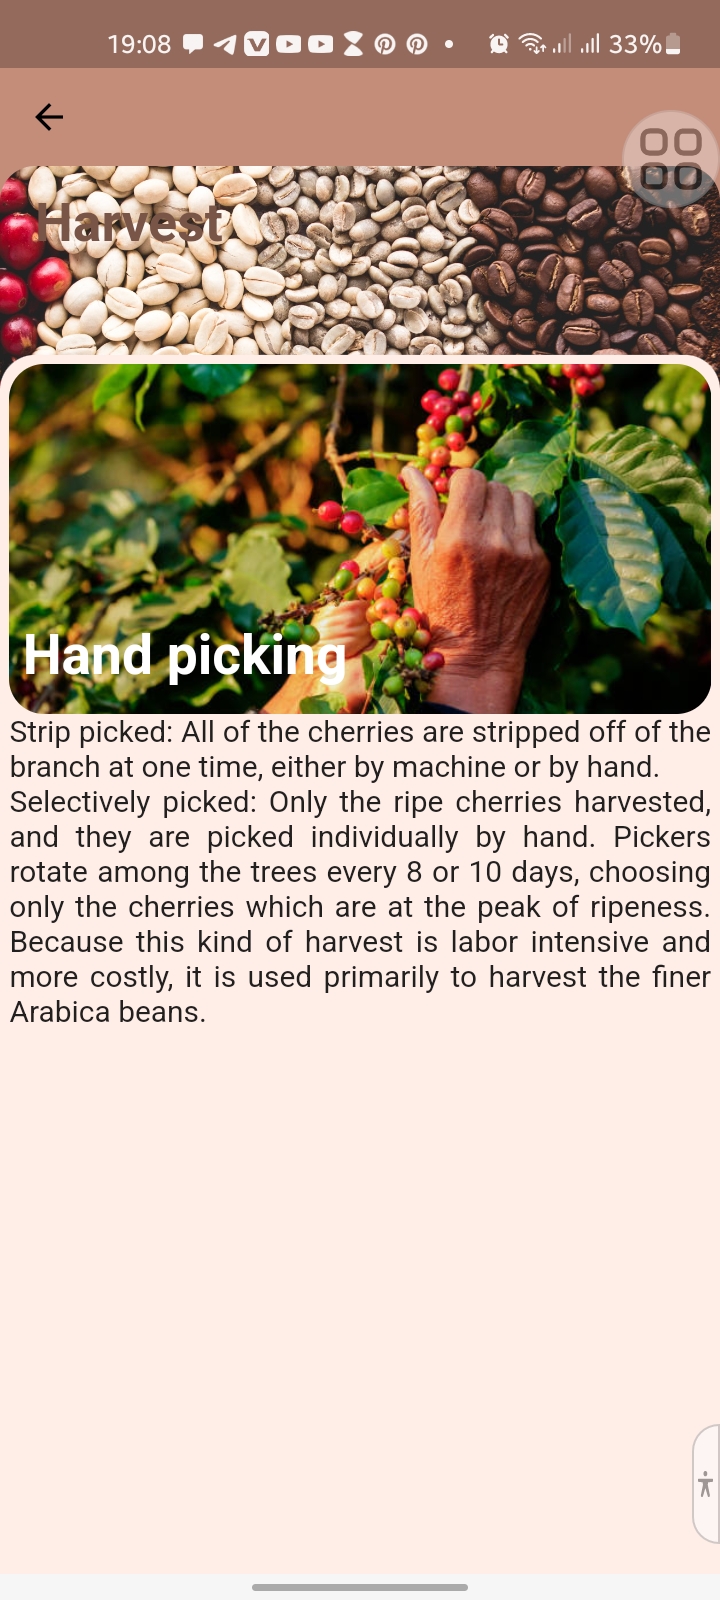 19:08
33%
Harvest
Hand picking
Strip picked: All of the cherries are stripped off of the
branch at one time, either by machine or by hand.
Selectively picked: Only the ripe cherries harvested,
and they are picked individually by hand. Pickers
rotate among the trees every 8 or 10 days, choosing
only the cherries which are at the peak of ripeness.
Because this kind of harvest is labor intensive and
more costly, it is used primarily to harvest the finer
Arabica beans.